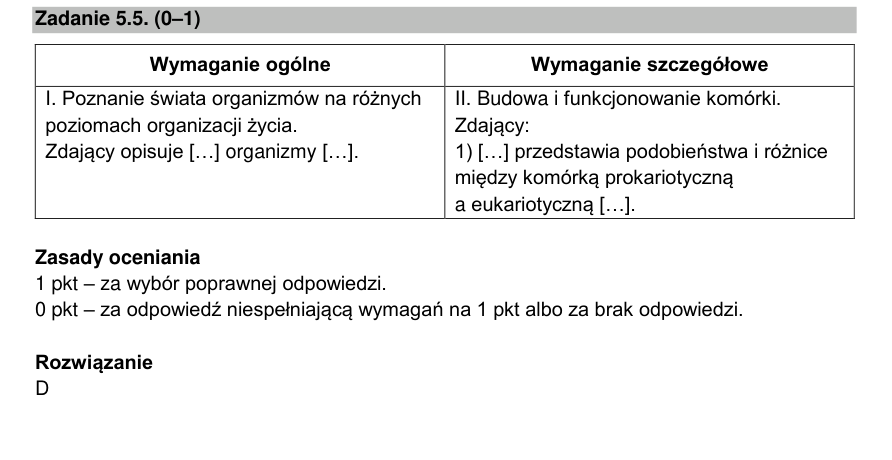 Zadanie 5.5. (0–1)
Wymaganie ogólne
Wymaganie szczegółowe
I. Poznanie świata organizmów na różnych
poziomach organizacji życia.
Zdający opisuje […] organizmy […].
II. Budowa i funkcjonowanie komórki.
Zdający:
1) […] przedstawia podobieństwa i różnice
między komórką prokariotyczną
a eukariotyczną […].
Zasady oceniania
1 pkt – za wybór poprawnej odpowiedzi.
0 pkt – za odpowiedź niespełniającą wymagań na 1 pkt albo za brak odpowiedzi.
Rozwiązanie
D